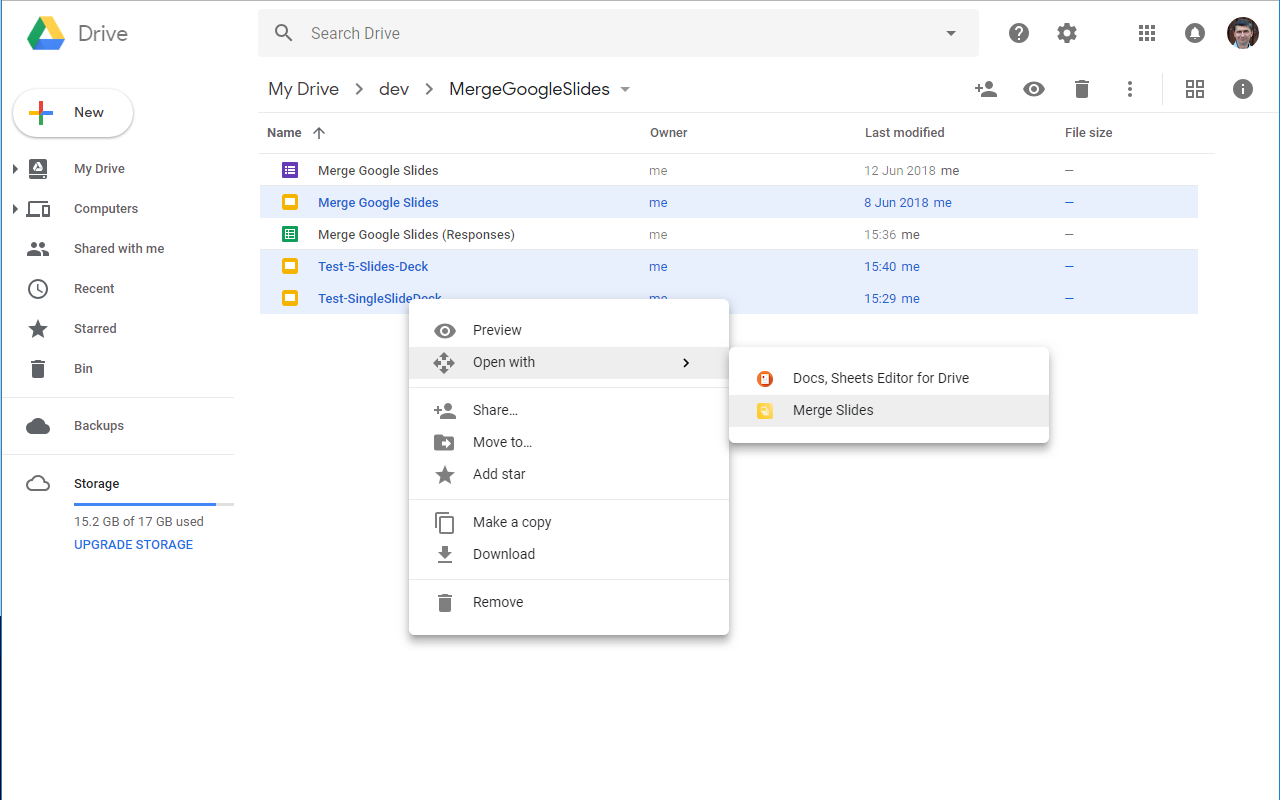 Drive
Search Drive
My Drive > dev > MergeGoogleSlides
New
My Drive
Computers
Shared with me
Recent
Starred
Bin
Backups
Storage
15.2 GB of 17 GB used
UPGRADE STORAGE
Name Owner Last modified File size
Merge Google Slides me 12 Jun 2018 me –
Merge Google Slides me 8 Jun 2018 me –
Merge Google Slides (Responses) me 15:36 me –
Test-5-Slides-Deck me 15:40 me –
Test-SingleSlideDeck me 15:29 me –
Preview
Open with
Share...
Move to...
Add star
Make a copy
Download
Remove
Docs, Sheets Editor for Drive
Merge Slides